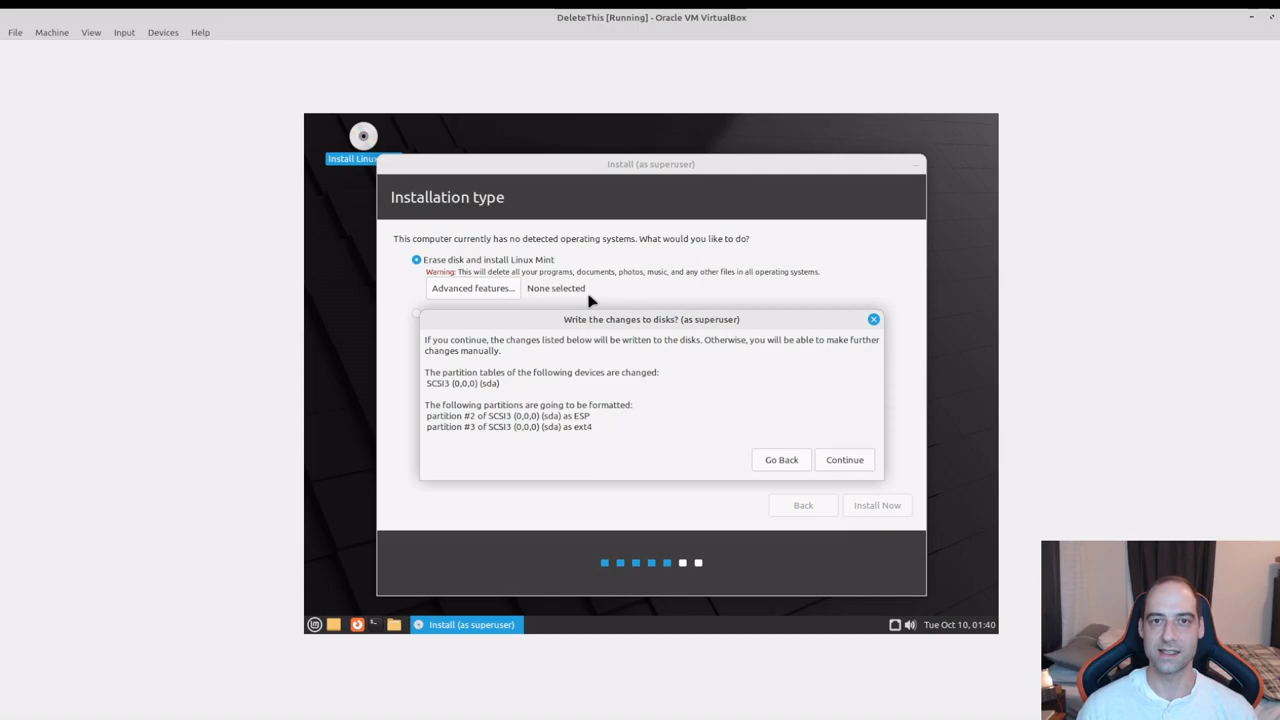 DeleteThis [Running] - Oracle VM VirtualBox
File Machine View Input Devices Help
Install Linux
Install (as superuser)
Installation type
This computer currently has no detected operating systems. What would you like to do?
Erase disk and install Linux Mint
Warning: This will delete all your programs, documents, photos, music, and any other files in all operating systems.
Advanced features... None selected
Write the changes to disks? (as superuser)
If you continue, the changes listed below will be written to the disks. Otherwise, you will be able to make further
changes manually.
The partition tables of the following devices are changed:
SCSI3 (0,0,0) (sda)
The following partitions are going to be formatted:
partition #2 of SCSI3 (0,0,0) (sda) as ESP
partition #3 of SCSI3 (0,0,0) (sda) as ext4
Go Back Continue
Back Install Now
Install (as superuser) Tue Oct 10, 01:40